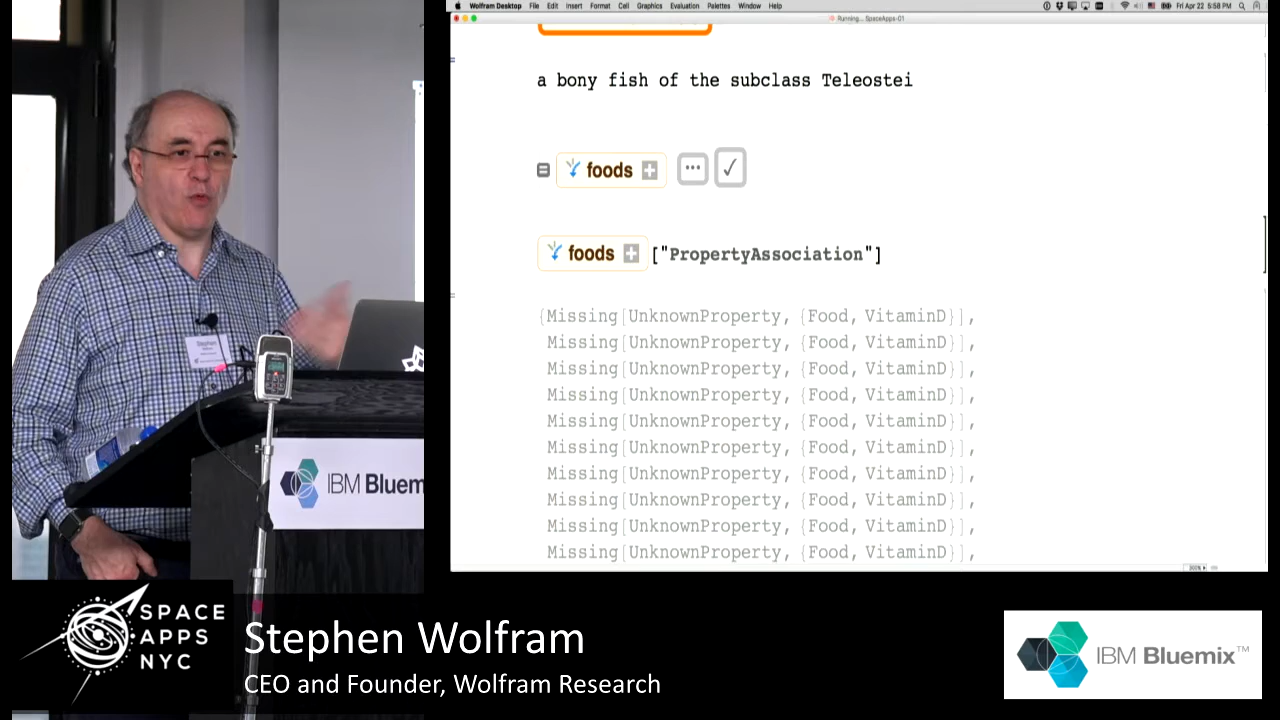 Wolfram Desktop File Edit Insert Format Cell Graphics Evaluation Palettes Window Help
Fri Apr 22 5:58 PM
Running... SpaceApps-01
a bony fish of the subclass Teleostei
foods
foods ["PropertyAssociation"]
{Missing[UnknownProperty, {Food, VitaminD}],
Missing[UnknownProperty, {Food, VitaminD}],
Missing[UnknownProperty, {Food, VitaminD}],
Missing[UnknownProperty, {Food, VitaminD}],
Missing[UnknownProperty, {Food, VitaminD}],
Missing[UnknownProperty, {Food, VitaminD}],
Missing[UnknownProperty, {Food, VitaminD}],
Missing[UnknownProperty, {Food, VitaminD}],
Missing[UnknownProperty, {Food, VitaminD}],
Missing[UnknownProperty, {Food, VitaminD}],
Stephen
IBM Bluem
SPACE
APPS
NYC
Stephen Wolfram
CEO and Founder, Wolfram Research
IBM Bluemix™